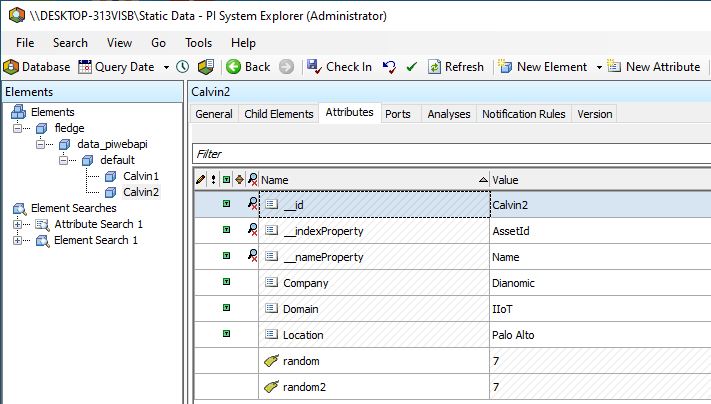 \\DESKTOP-313VISB\Static Data - PI System Explorer (Administrator)
File Search View Go Tools Help
Database Query Date Back Check In Refresh New Element New Attribute
Elements
Elements
fledge
data_piwebapi
default
Calvin1
Calvin2
Element Searches
Attribute Search 1
Element Search 1
Calvin2
General Child Elements Attributes Ports Analyses Notification Rules Version
Filter
Name Value
__id Calvin2
__indexProperty AssetId
__nameProperty Name
Company Dianomic
Domain IIoT
Location Palo Alto
random 7
random2 7